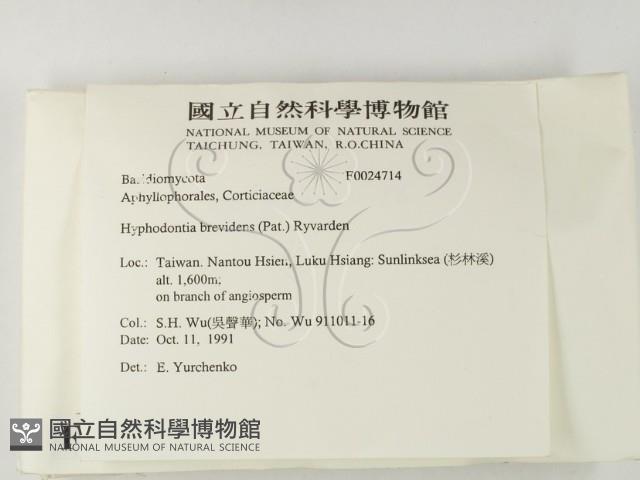 國立自然科學博物館
NATIONAL MUSEUM OF NATURAL SCIENCE
TAICHUNG, TAIWAN, R.O.CHINA
Basidiomycota F0024714
Aphyllophorales, Corticiaceae
Hyphodontia brevidens (Pat.) Ryvarden
Loc.: Taiwan. Nantou Hsien, Luku Hsiang: Sunlinksea (杉林溪)
alt. 1,600m;
on branch of angiosperm
Col.: S.H. Wu(吳聲華); No. Wu 911011-16
Date: Oct. 11, 1991
Det.: E. Yurchenko
國立自然科學博物館
NATIONAL MUSEUM OF NATURAL SCIENCE